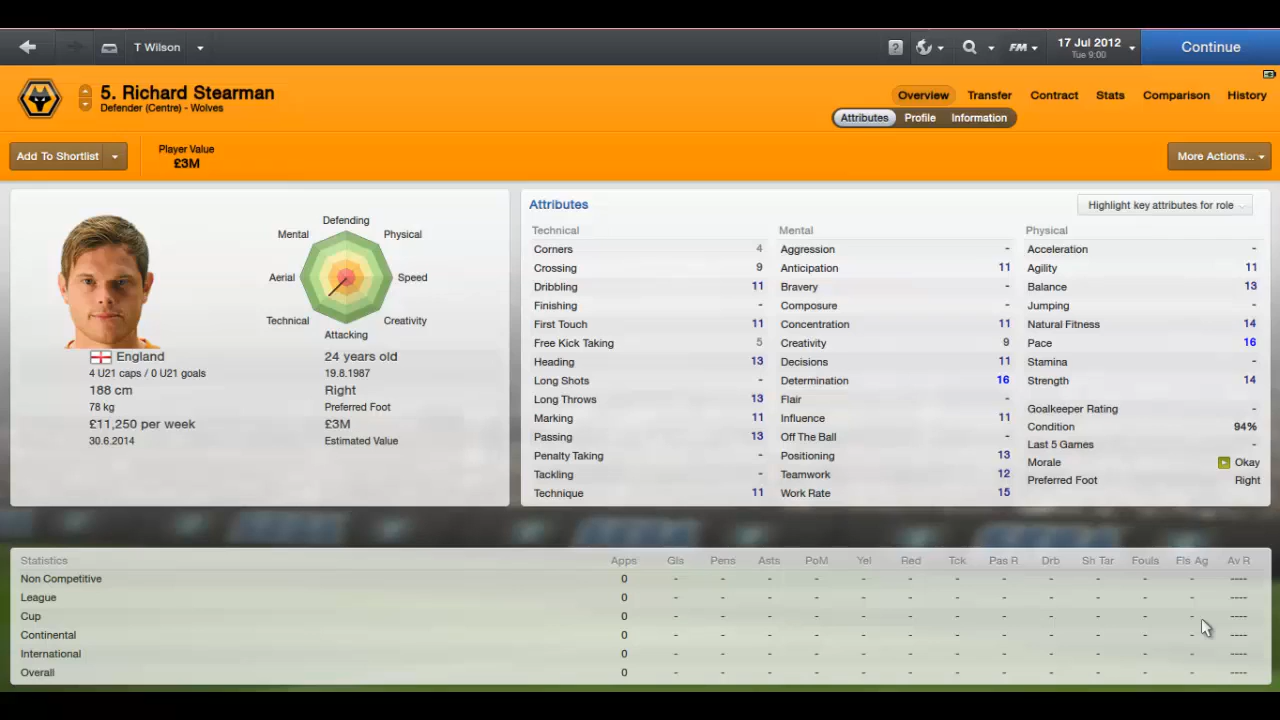 T Wilson
? FM 17 Jul 2012
Tue 9:00
Continue
5. Richard Stearman
Defender (Centre) - Wolves
Overview Transfer Contract Stats Comparison History
Attributes Profile Information
Add To Shortlist
Player Value
£3M
More Actions...
Defending
Mental Physical
Aerial Speed
Technical Creativity
Attacking
England 24 years old
4 U21 caps / 0 U21 goals 19.8.1987
188 cm Right
78 kg Preferred Foot
£11,250 per week £3M
30.6.2014 Estimated Value
Attributes Highlight key attributes for role
Technical Mental Physical
Corners 4 Aggression - Acceleration -
Crossing 9 Anticipation 11 Agility 11
Dribbling 11 Bravery - Balance 13
Finishing - Composure - Jumping -
First Touch 11 Concentration 11 Natural Fitness 14
Free Kick Taking 5 Creativity 9 Pace 16
Heading 13 Decisions 11 Stamina -
Long Shots - Determination 16 Strength 14
Long Throws 13 Flair -
Goalkeeper Rating -
Marking 11 Influence 11
Condition 94%
Passing 13 Off The Ball -
Last 5 Games -
Penalty Taking - Positioning 13
Morale Okay
Tackling - Teamwork 12
Preferred Foot Right
Technique 11 Work Rate 15
Statistics Apps Gls Pens Asts PoM Yel Red Tck Pas R Drb Sh Tar Fouls Fls Ag Av R
Non Competitive 0 - - - - - - - - - - - - ----
League 0 - - - - - - - - - - - - ----
Cup 0 - - - - - - - - - - - - ----
Continental 0 - - - - - - - - - - - - ----
International 0 - - - - - - - - - - - - ----
Overall 0 - - - - - - - - - - - - ----